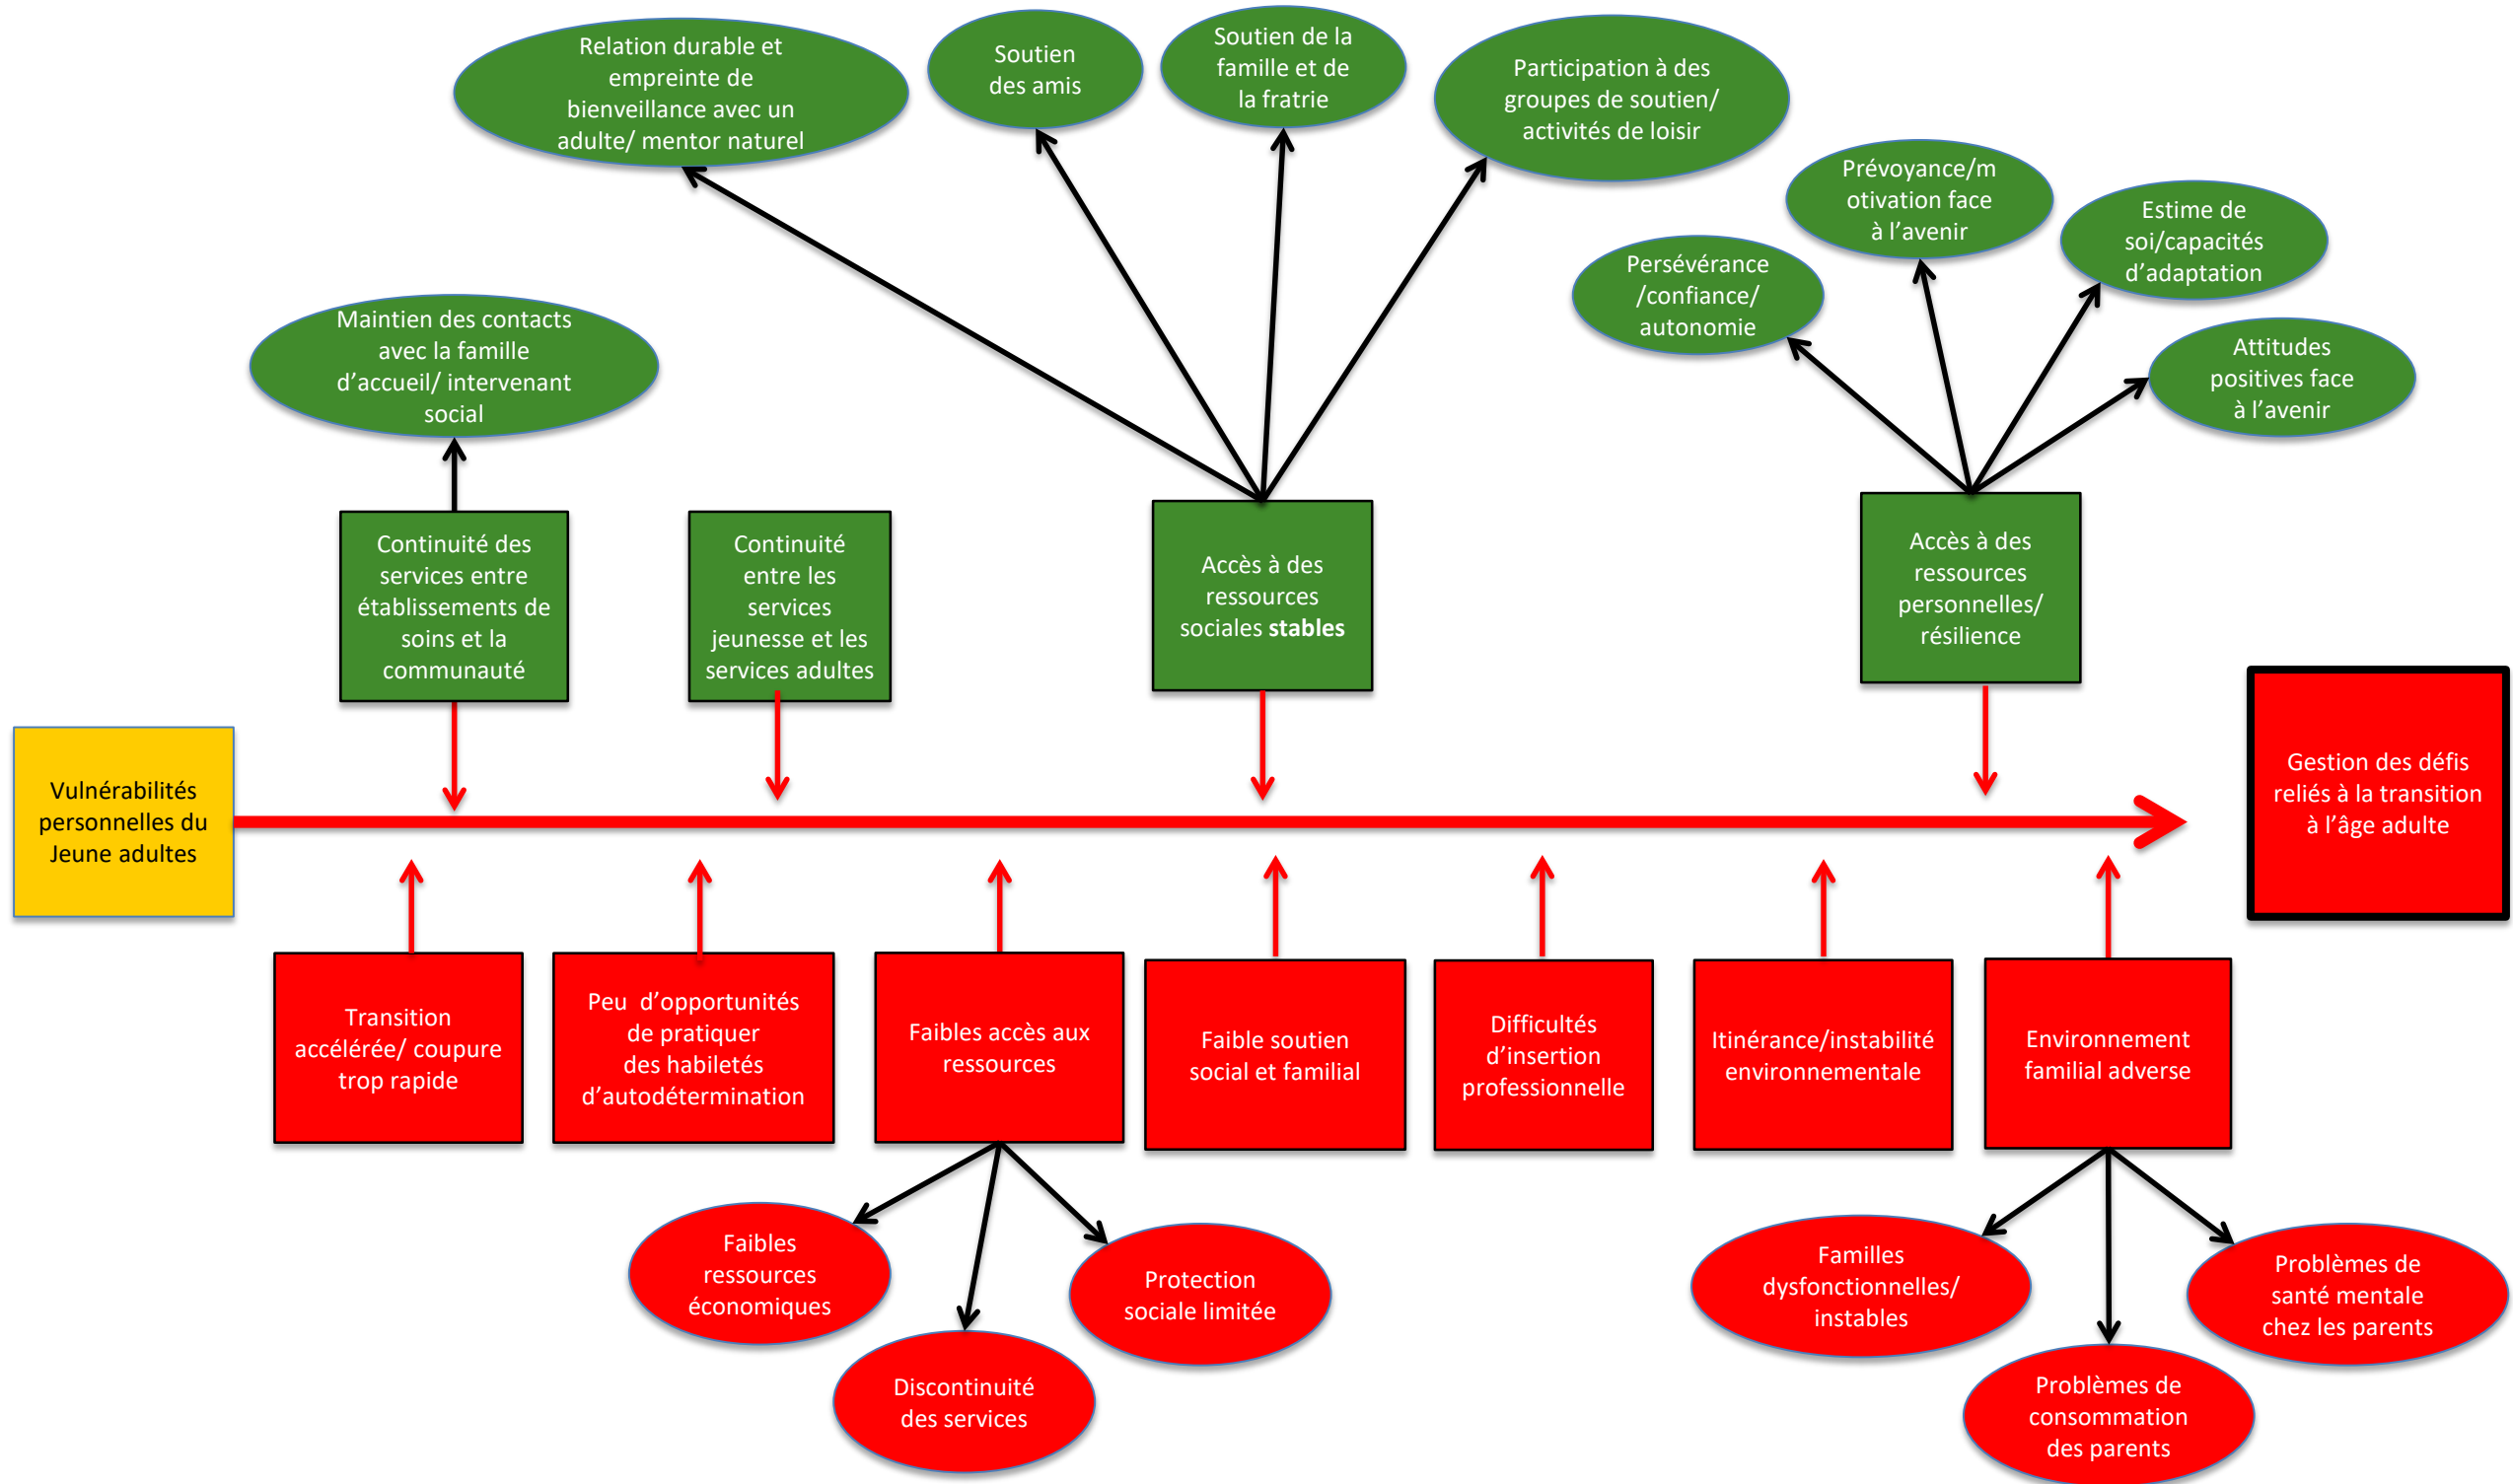 Relation durable et
empreinte de
bienveillance avec un
adulte/ mentor naturel
Soutien
des amis
Soutien de la
famille et de
la fratrie
Participation à des
groupes de soutien/
activités de loisir
Prévoyance/m
otivation face
à l’avenir
Estime de
soi/capacités
d’adaptation
Persévérance
/confiance/
autonomie
Attitudes
positives face
à l’avenir
Maintien des contacts
avec la famille
d’accueil/ intervenant
social
Continuité des
services entre
établissements de
soins et la
communauté
Continuité
entre les
services
jeunesse et les
services adultes
Accès à des
ressources
sociales stables
Accès à des
ressources
personnelles/
résilience
Vulnérabilités
personnelles du
Jeune adultes
Gestion des défis
reliés à la transition
à l’âge adulte
Transition
accélérée/ coupure
trop rapide
Peu  d’opportunités
de pratiquer
des habiletés
d’autodétermination
Faibles accès aux
ressources
Faible soutien
social et familial
Difficultés
d’insertion
professionnelle
Itinérance/instabilité
environnementale
Environnement
familial adverse
Faibles
ressources
économiques
Discontinuité
des services
Protection
sociale limitée
Familles
dysfonctionnelles/
instables
Problèmes de
consommation
des parents
Problèmes de
santé mentale
chez les parents